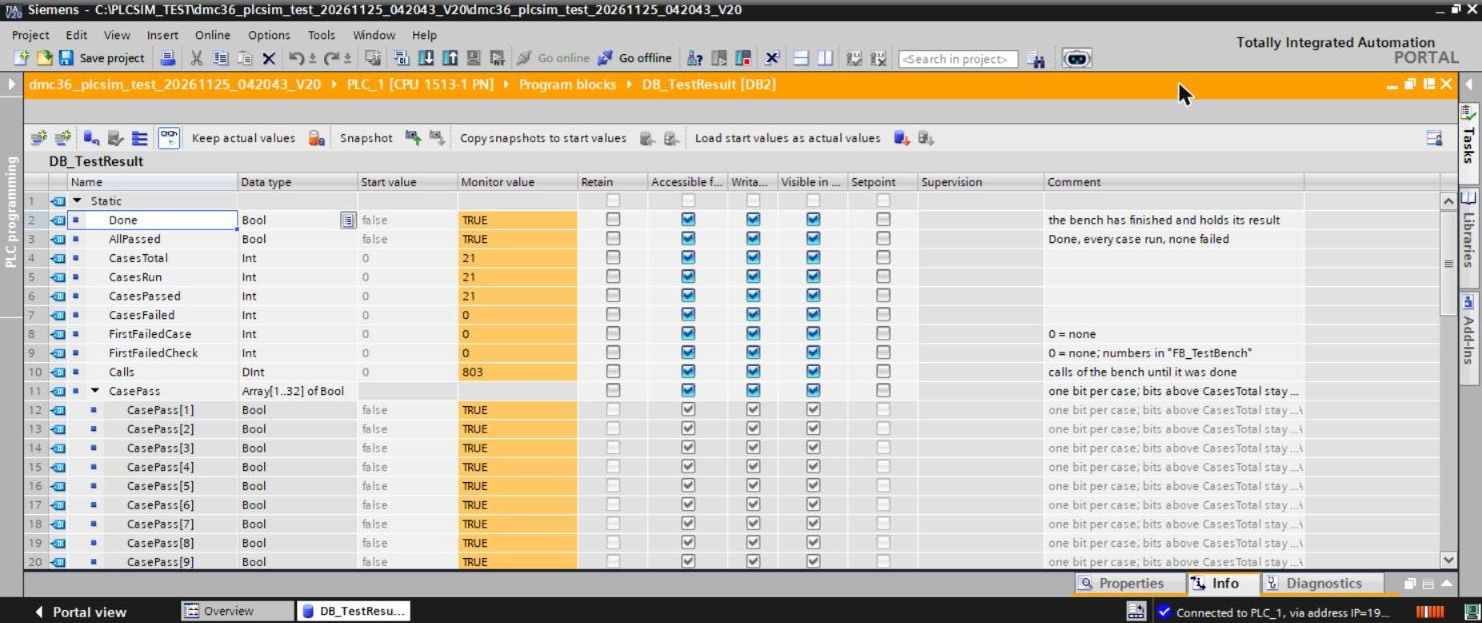 Siemens - C:\PLCSIM_TEST\dmc36_plcsim_test_20261125_042043_V20\dmc36_plcsim_test_20261125_042043_V20
Project Edit View Insert Online Options Tools Window Help
Totally Integrated Automation
PORTAL
Save project Go online Go offline <Search in project>
dmc36_plcsim_test_20261125_042043_V20 PLC_1 [CPU 1513-1 PN] Program blocks DB_TestResult [DB2]
Keep actual values Snapshot Copy snapshots to start values Load start values as actual values
DB_TestResult
Name Data type Start value Monitor value Retain Accessible f... Writa... Visible in ... Setpoint Supervision Comment
1 Static
2 Done Bool false TRUE the bench has finished and holds its result
3 AllPassed Bool false TRUE Done, every case run, none failed
4 CasesTotal Int 0 21
5 CasesRun Int 0 21
6 CasesPassed Int 0 21
7 CasesFailed Int 0 0
8 FirstFailedCase Int 0 0 0 = none
9 FirstFailedCheck Int 0 0 0 = none; numbers in "FB_TestBench"
10 Calls DInt 0 803 calls of the bench until it was done
11 CasePass Array[1..32] of Bool one bit per case; bits above CasesTotal stay ...
12 CasePass[1] Bool false TRUE one bit per case; bits above CasesTotal stay ...
13 CasePass[2] Bool false TRUE one bit per case; bits above CasesTotal stay ...
14 CasePass[3] Bool false TRUE one bit per case; bits above CasesTotal stay ...
15 CasePass[4] Bool false TRUE one bit per case; bits above CasesTotal stay ...
16 CasePass[5] Bool false TRUE one bit per case; bits above CasesTotal stay ...
17 CasePass[6] Bool false TRUE one bit per case; bits above CasesTotal stay ...
18 CasePass[7] Bool false TRUE one bit per case; bits above CasesTotal stay ...
19 CasePass[8] Bool false TRUE one bit per case; bits above CasesTotal stay ...
20 CasePass[9] Bool false TRUE one bit per case; bits above CasesTotal stay ...
PLC programming
Tasks
Libraries
Add-Ins
Properties Info Diagnostics
Portal view Overview DB_TestResu... Connected to PLC_1, via address IP=19...